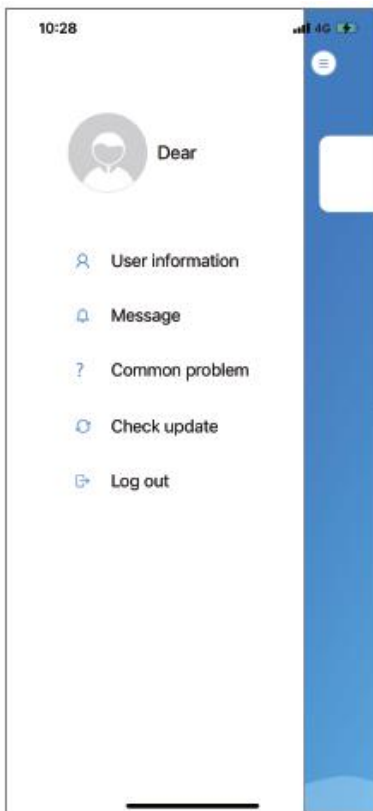 10:28
4G
Dear
User information
Message
? Common problem
Check update
Log out